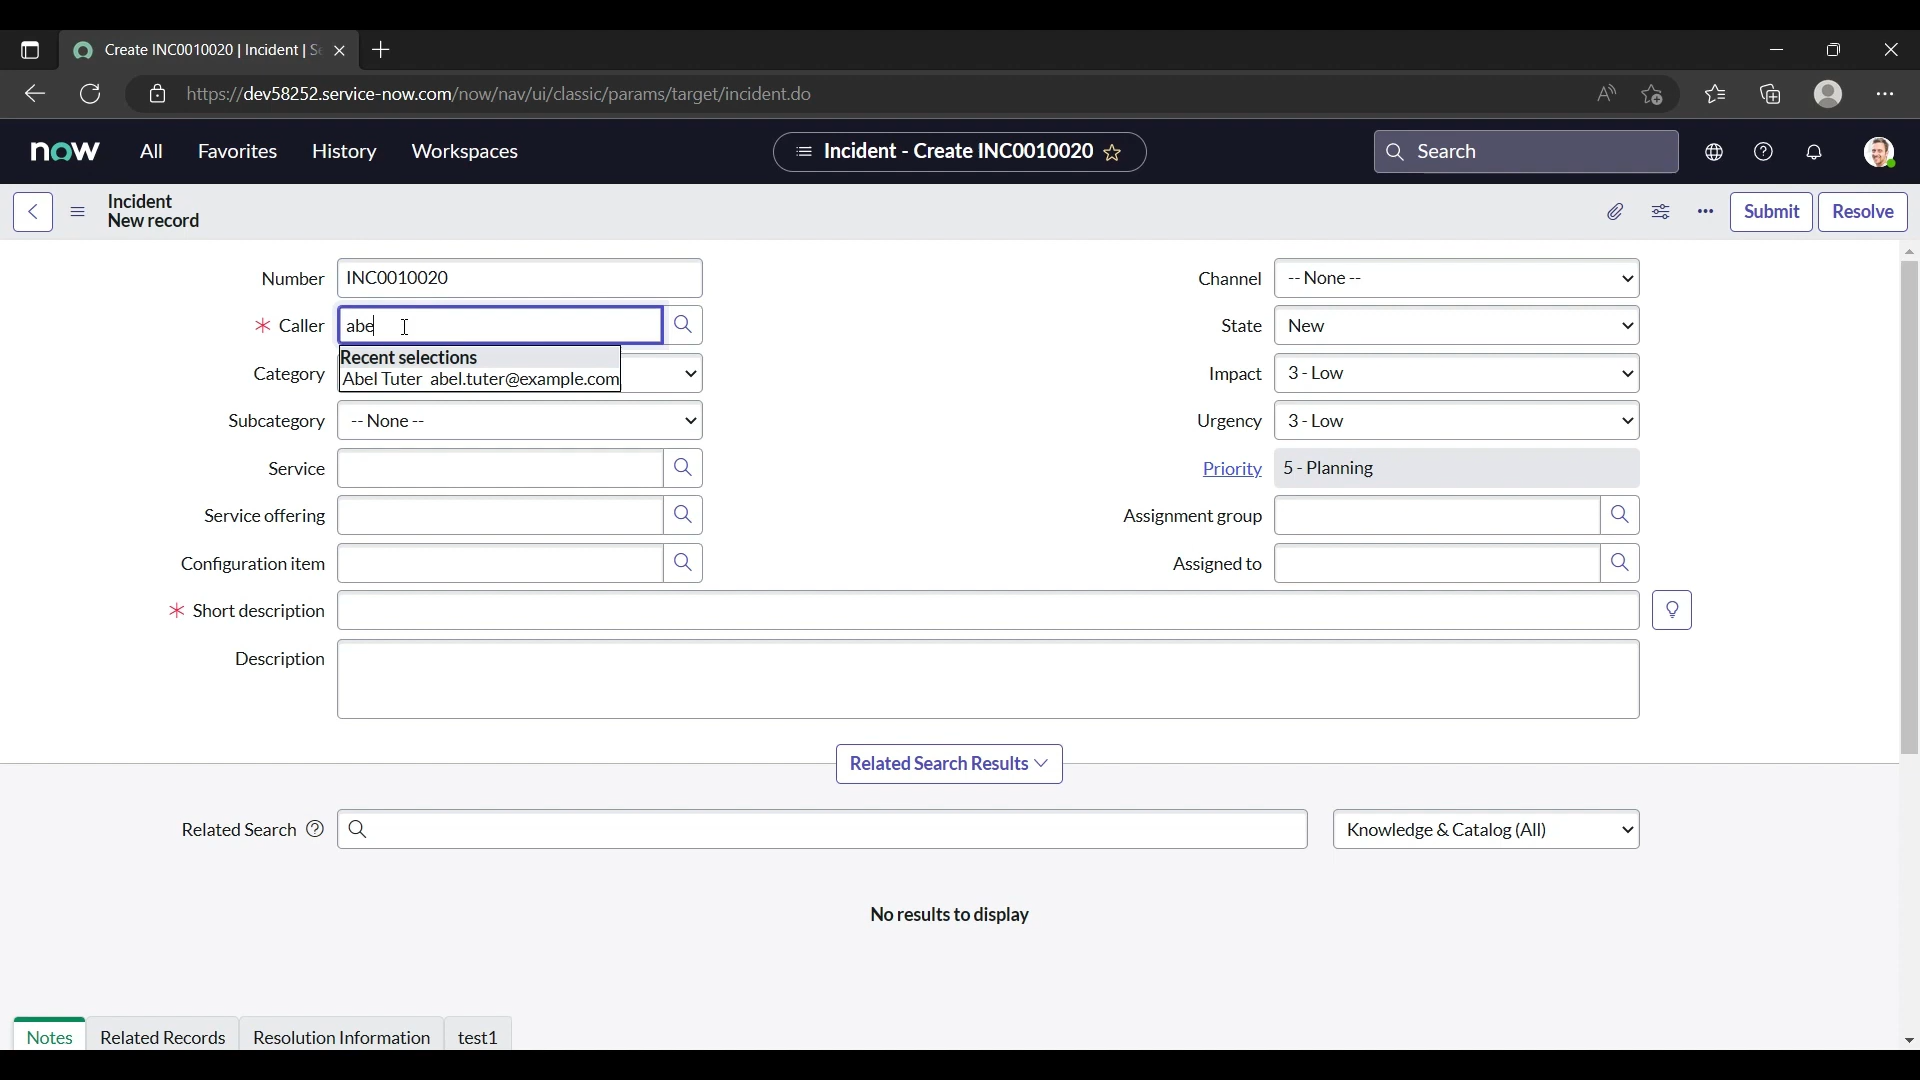 Create INC0010020 | Incident | Se
https://dev58252.service-now.com/now/nav/ui/classic/params/target/incident.do
now All Favorites History Workspaces Incident - Create INC0010020 Search
Incident
New record
Submit Resolve
Number INC0010020
Channel -- None --
* Caller abe
State New
Recent selections
Abel Tuter abel.tuter@example.com
Category
Impact 3 - Low
Subcategory -- None --
Urgency 3 - Low
Service
Priority 5 - Planning
Service offering
Assignment group
Configuration item
Assigned to
* Short description
Description
Related Search Results
Related Search Knowledge & Catalog (All)
No results to display
Notes Related Records Resolution Information test1